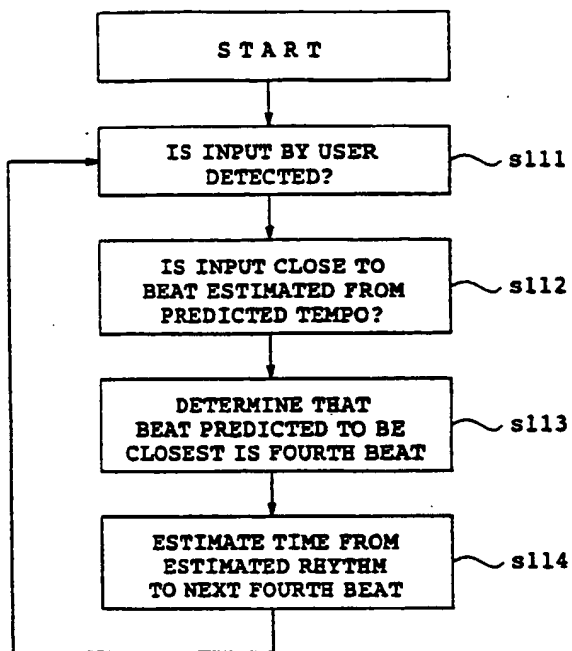 START
IS INPUT BY USER
DETECTED?
s111
IS INPUT CLOSE TO
BEAT ESTIMATED FROM
PREDICTED TEMPO?
s112
DETERMINE THAT
BEAT PREDICTED TO BE
CLOSEST IS FOURTH BEAT
s113
ESTIMATE TIME FROM
ESTIMATED RHYTHM
TO NEXT FOURTH BEAT
s114